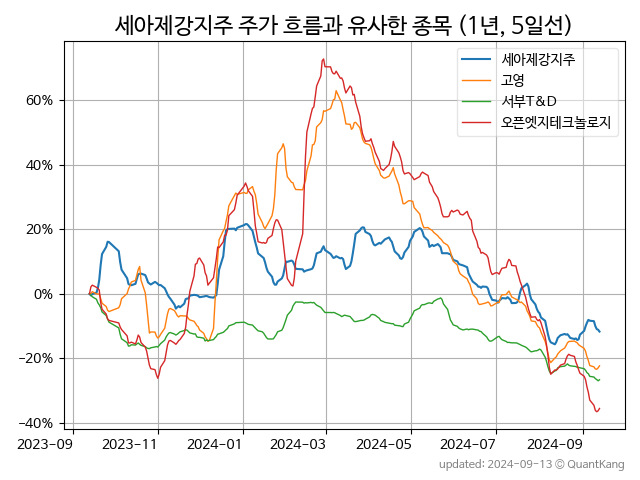 세아제강지주 주가 흐름과 유사한 종목 (1년, 5일선)
세아제강지주
고영
서부T&D
오픈엣지테크놀로지
60%
40%
20%
0%
−20%
−40%
2023-09 2023-11 2024-01 2024-03 2024-05 2024-07 2024-09
updated: 2024-09-13 © QuantKang